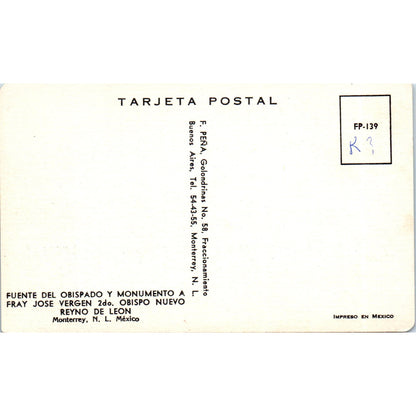 TARJETA POSTAL
FP-139
K ?
F. PEÑA, Golondrinas No. 58, Fraccionamiento
Buenos Aires, Tel. 54-43-55, Monterrey, N. L.
FUENTE DEL OBISPADO Y MONUMENTO A
FRAY JOSE VERGEN 2do. OBISPO NUEVO
REYNO DE LEON
Monterrey, N. L. México
IMPRESO EN MEXICO